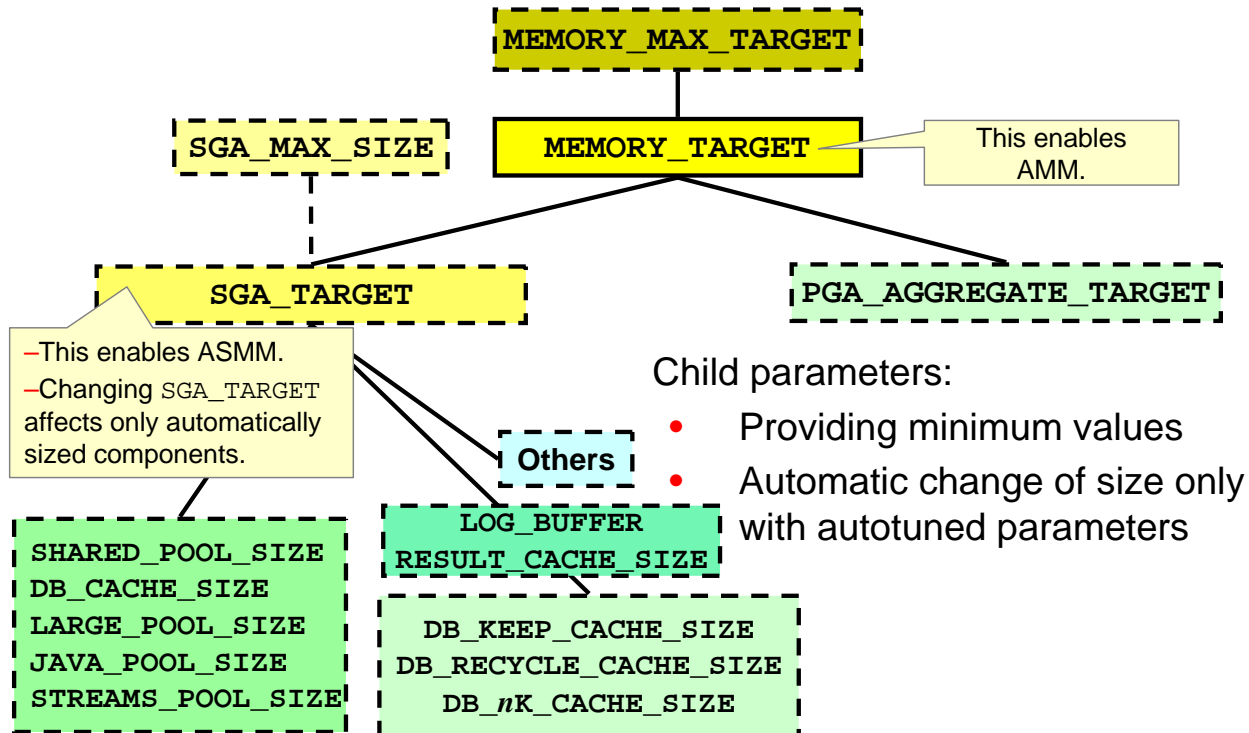 MEMORY_MAX_TARGET
SGA_MAX_SIZE
MEMORY_TARGET
This enables
AMM.
SGA_TARGET
PGA_AGGREGATE_TARGET
–This enables ASMM.
–Changing SGA_TARGET
affects only automatically
sized components.
Child parameters:
• Providing minimum values
• Automatic change of size only
with autotuned parameters
Others
LOG_BUFFER
RESULT_CACHE_SIZE
SHARED_POOL_SIZE
DB_CACHE_SIZE
LARGE_POOL_SIZE
JAVA_POOL_SIZE
STREAMS_POOL_SIZE
DB_KEEP_CACHE_SIZE
DB_RECYCLE_CACHE_SIZE
DB_nK_CACHE_SIZE